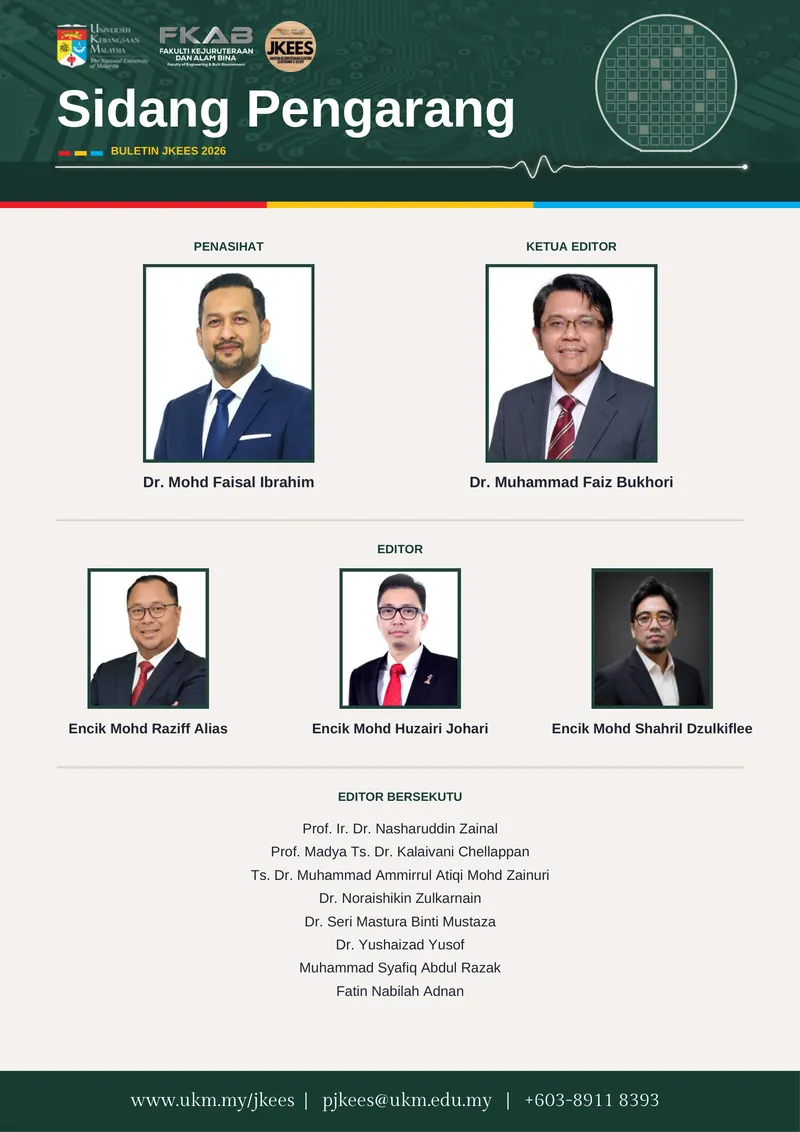 UNIVERSITI
KEBANGSAAN
MALAYSIA
The National University
of Malaysia
FKAB
FAKULTI KEJURUTERAAN
DAN ALAM BINA
Faculty of Engineering & Built Environment
JKEES
Sidang Pengarang
BULETIN JKEES 2026
PENASIHAT
KETUA EDITOR
Dr. Mohd Faisal Ibrahim
Dr. Muhammad Faiz Bukhori
EDITOR
Encik Mohd Raziff Alias
Encik Mohd Huzairi Johari
Encik Mohd Shahril Dzulkiflee
EDITOR BERSEKUTU
Prof. Ir. Dr. Nasharuddin Zainal
Prof. Madya Ts. Dr. Kalaivani Chellappan
Ts. Dr. Muhammad Ammirrul Atiqi Mohd Zainuri
Dr. Noraishikin Zulkarnain
Dr. Seri Mastura Binti Mustaza
Dr. Yushaizad Yusof
Muhammad Syafiq Abdul Razak
Fatin Nabilah Adnan
www.ukm.my/jkees | pjkees@ukm.edu.my | +603-8911 8393